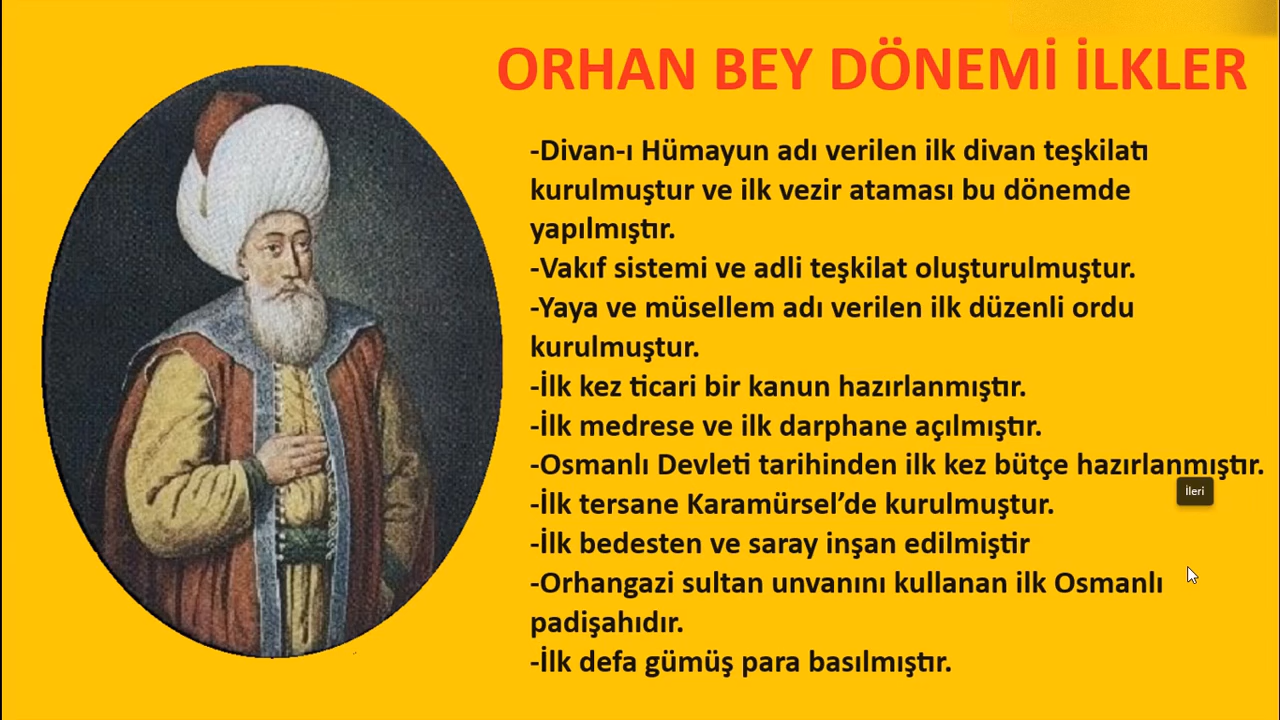 ORHAN BEY DÖNEMİ İLKLER
-Divan-ı Hümayun adı verilen ilk divan teşkilatı
kurulmuştur ve ilk vezir ataması bu dönemde
yapılmıştır.
-Vakıf sistemi ve adli teşkilat oluşturulmuştur.
-Yaya ve müsellem adı verilen ilk düzenli ordu
kurulmuştur.
-İlk kez ticari bir kanun hazırlanmıştır.
-İlk medrese ve ilk darphane açılmıştır.
-Osmanlı Devleti tarihinden ilk kez bütçe hazırlanmıştır.
İleri
-İlk tersane Karamürsel’de kurulmuştur.
-İlk bedesten ve saray inşan edilmiştir
-Orhangazi sultan unvanını kullanan ilk Osmanlı
padişahıdır.
-İlk defa gümüş para basılmıştır.